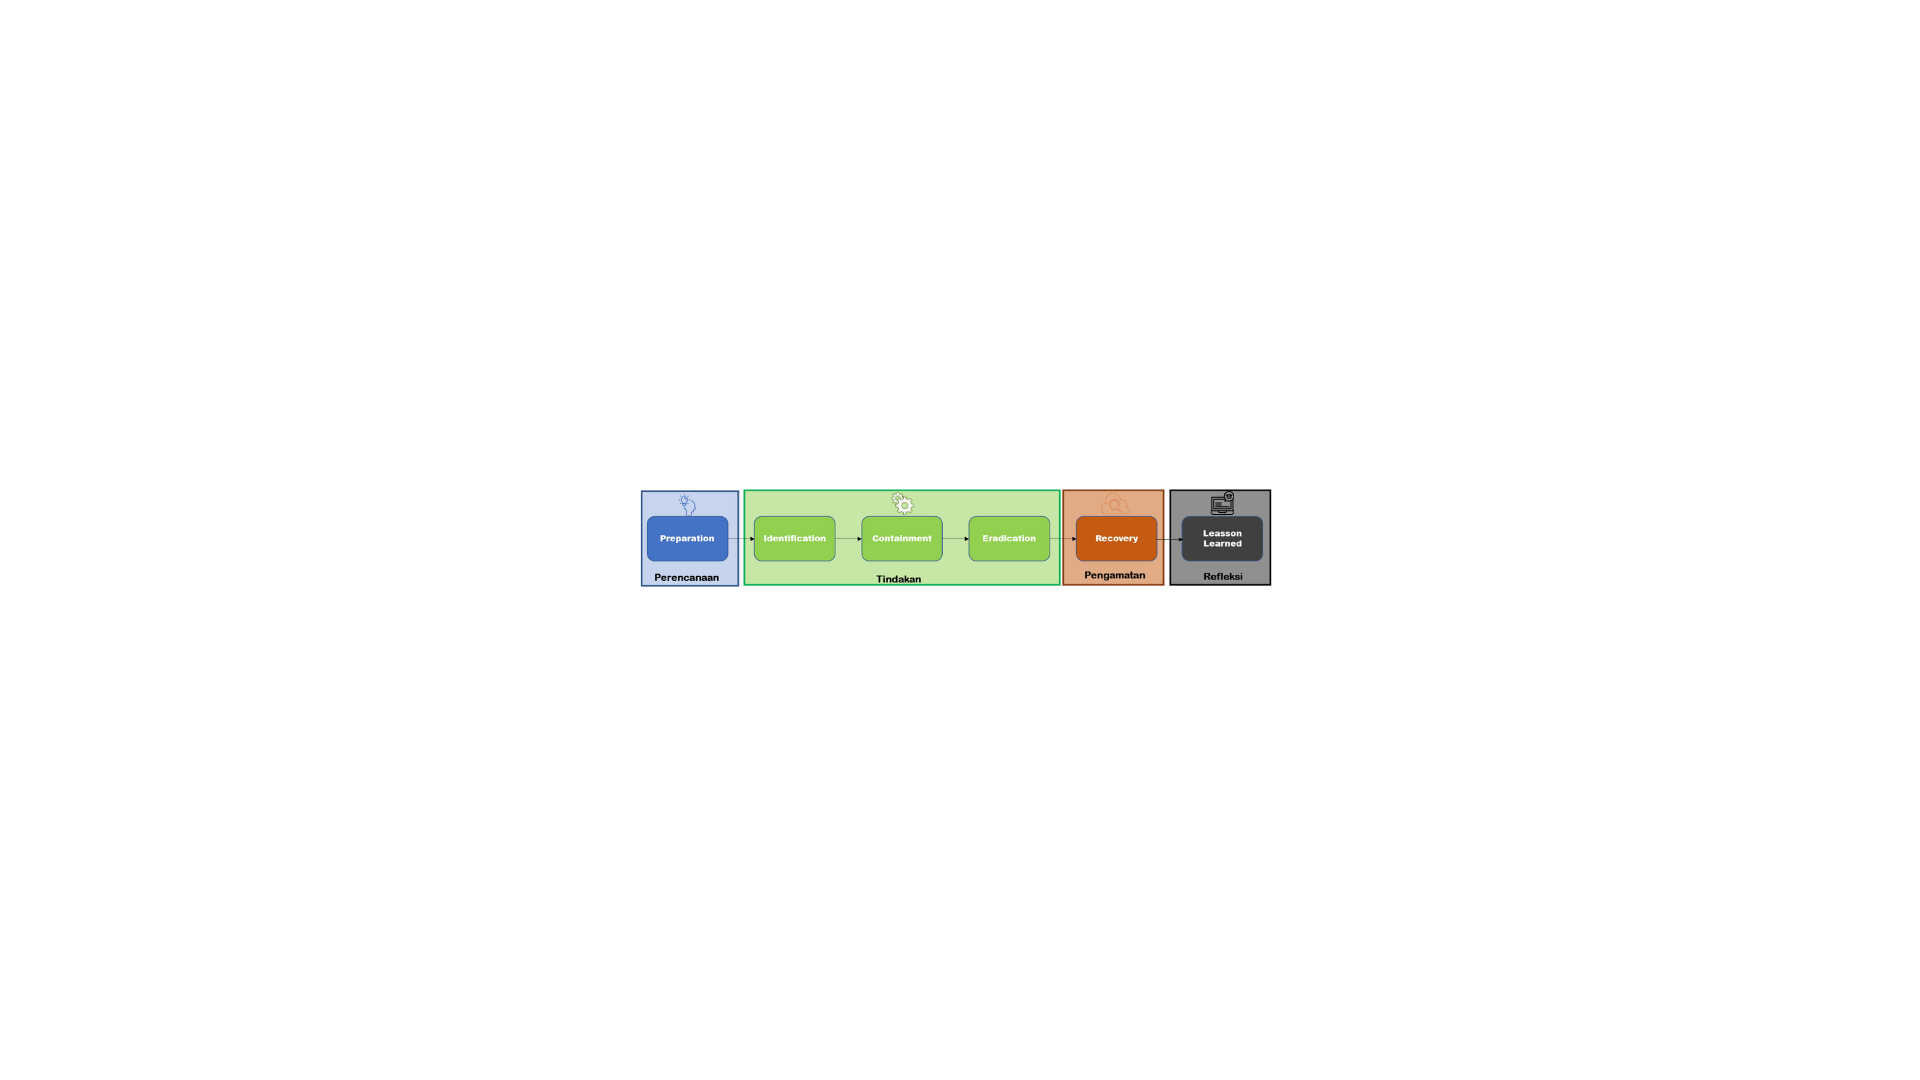 Preparation
Identification
Containment
Eradication
Recovery
Leasson
Learned
Perencanaan
Tindakan
Pengamatan
Refleksi